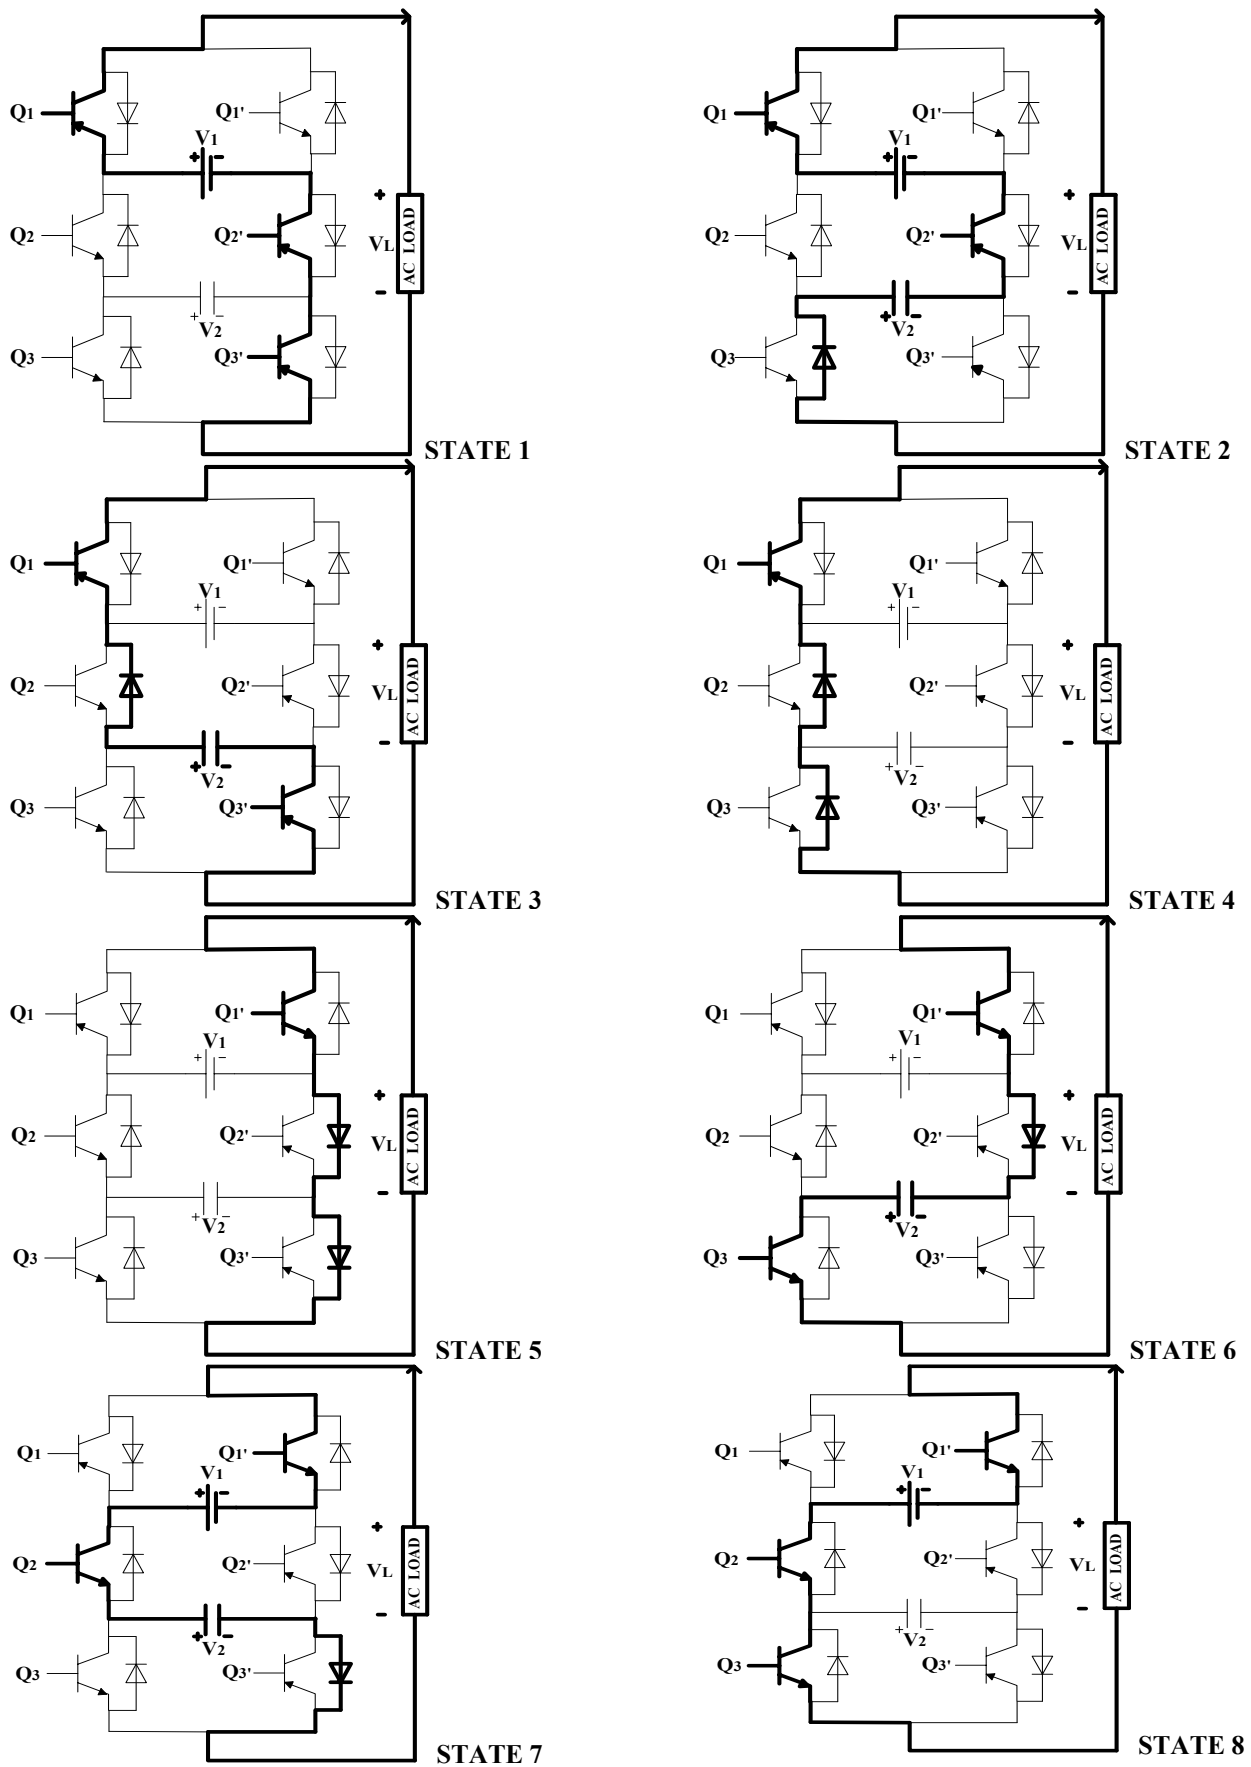 Q1
Q1'
V1
+ -
Q2
Q2'
+
VL
AC LOAD
-
+ -
V2
Q3
Q3'
STATE 1
Q1
Q1'
V1
+ -
Q2
Q2'
+
VL
AC LOAD
-
+ -
V2
Q3
Q3'
STATE 2
Q1
Q1'
V1
+ -
Q2
Q2'
+
VL
AC LOAD
-
+ -
V2
Q3
Q3'
STATE 3
Q1
Q1'
V1
+ -
Q2
Q2'
+
VL
AC LOAD
-
+ -
V2
Q3
Q3'
STATE 4
Q1
Q1'
V1
+ -
Q2
Q2'
+
VL
AC LOAD
-
+ -
V2
Q3
Q3'
STATE 5
Q1
Q1'
V1
+ -
Q2
Q2'
+
VL
AC LOAD
-
+ -
V2
Q3
Q3'
STATE 6
Q1
Q1'
V1
+ -
Q2
Q2'
+
VL
AC LOAD
-
+ -
V2
Q3
Q3'
STATE 7
Q1
Q1'
V1
+ -
Q2
Q2'
+
VL
AC LOAD
-
+ -
V2
Q3
Q3'
STATE 8